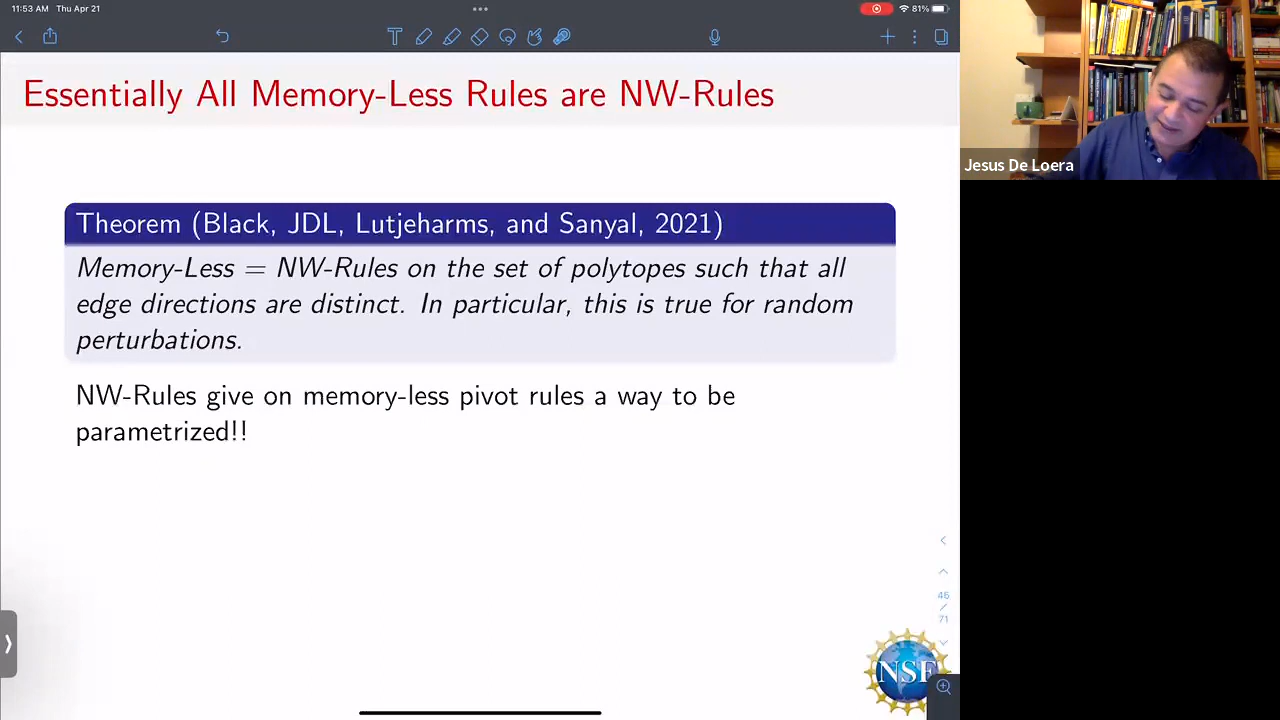 11:53 AM Thu Apr 21
81%
Essentially All Memory-Less Rules are NW-Rules
Jesus De Loera
Theorem (Black, JDL, Lutjeharms, and Sanyal, 2021)
Memory-Less = NW-Rules on the set of polytopes such that all
edge directions are distinct. In particular, this is true for random
perturbations.
NW-Rules give on memory-less pivot rules a way to be
parametrized!!
45
/
71
NSF